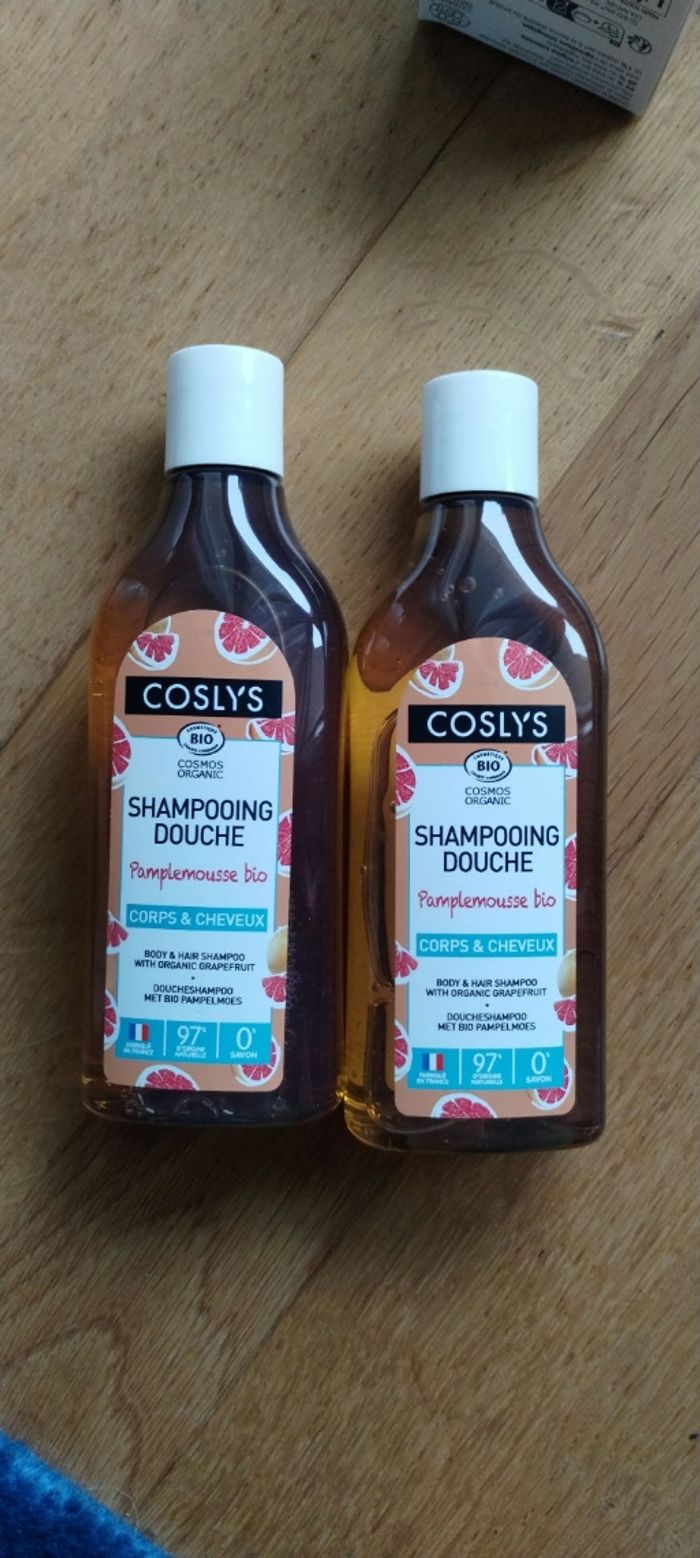 COSLYS
COSMÉTIQUE
BIO
COSMOS
ORGANIC
SHAMPOOING
DOUCHE
Pamplemousse bio
CORPS & CHEVEUX
BODY & HAIR SHAMPOO
WITH ORGANIC GRAPEFRUIT
•
DOUCHESHAMPOO
MET BIO PAMPELMOES
FABRIQUÉ
EN FRANCE
97%
D'ORIGINE
NATURELLE
0%
SAVON
COSLYS
COSMÉTIQUE
BIO
COSMOS
ORGANIC
SHAMPOOING
DOUCHE
Pamplemousse bio
CORPS & CHEVEUX
BODY & HAIR SHAMPOO
WITH ORGANIC GRAPEFRUIT
•
DOUCHESHAMPOO
MET BIO PAMPELMOES
FABRIQUÉ
EN FRANCE
97%
D'ORIGINE
NATURELLE
0%
SAVON